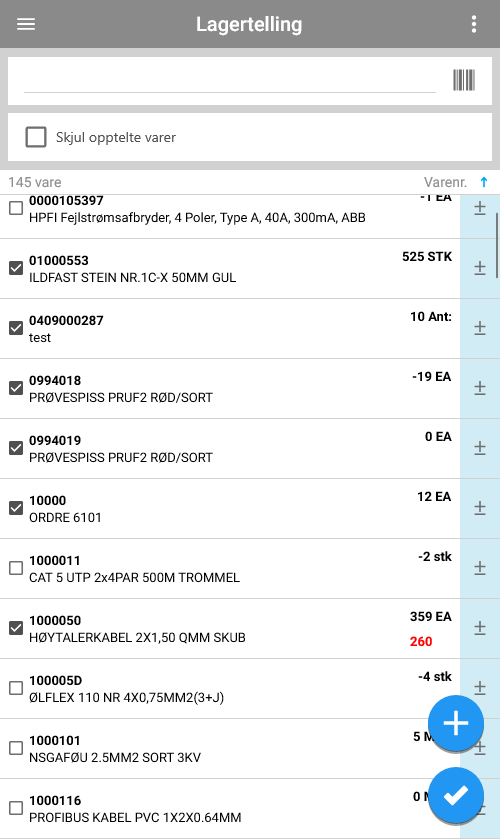 Lagertelling
Skjul opptelte varer
145 vare Varenr.
0000105397 -1 EA
HPFI Fejlstrømsafbryder, 4 Poler, Type A, 40A, 300mA, ABB
01000553 525 STK
ILDFAST STEIN NR.1C-X 50MM GUL
0409000287 10 Ant:
test
0994018 -19 EA
PRØVESPISS PRUF2 RØD/SORT
0994019 0 EA
PRØVESPISS PRUF2 RØD/SORT
10000 12 EA
ORDRE 6101
1000011 -2 stk
CAT 5 UTP 2x4PAR 500M TROMMEL
1000050 359 EA
HØYTALERKABEL 2X1,50 QMM SKUB 260
100005D -4 stk
ØLFLEX 110 NR 4X0,75MM2(3+J)
1000101 5
NSGAFØU 2.5MM2 SORT 3KV
1000116 0
PROFIBUS KABEL PVC 1X2X0.64MM